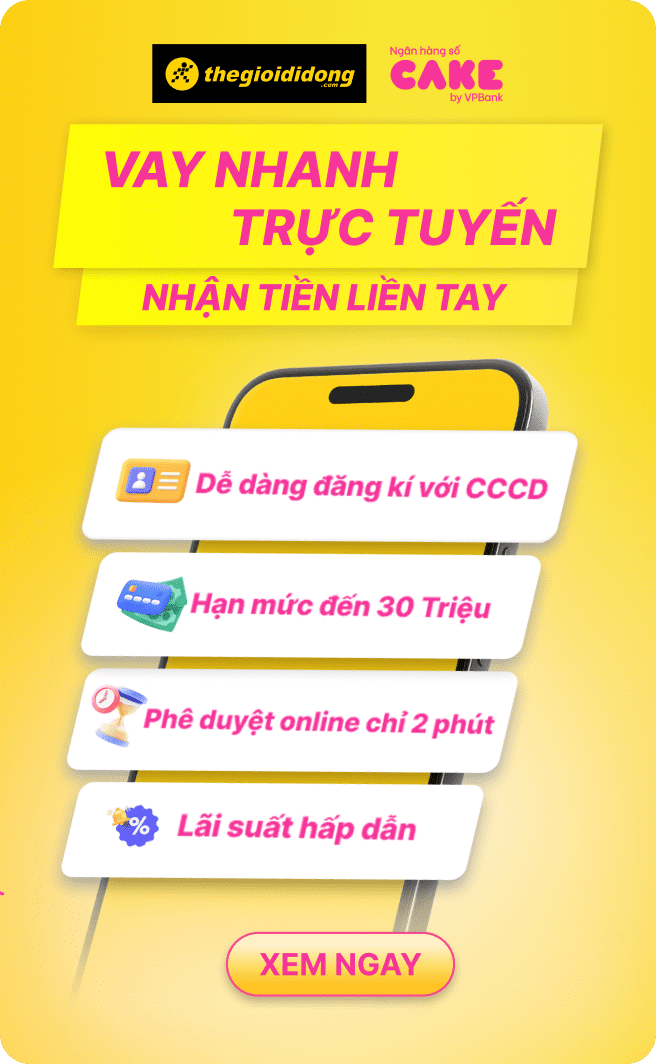 thegioididong
.com
Ngân hàng số
CAKE
by VPBank
VAY NHANH
TRỰC TUYẾN
NHẬN TIỀN LIỀN TAY
Dễ dàng đăng kí với CCCD
Hạn mức đến 30 Triệu
Phê duyệt online chỉ 2 phút
%
Lãi suất hấp dẫn
XEM NGAY